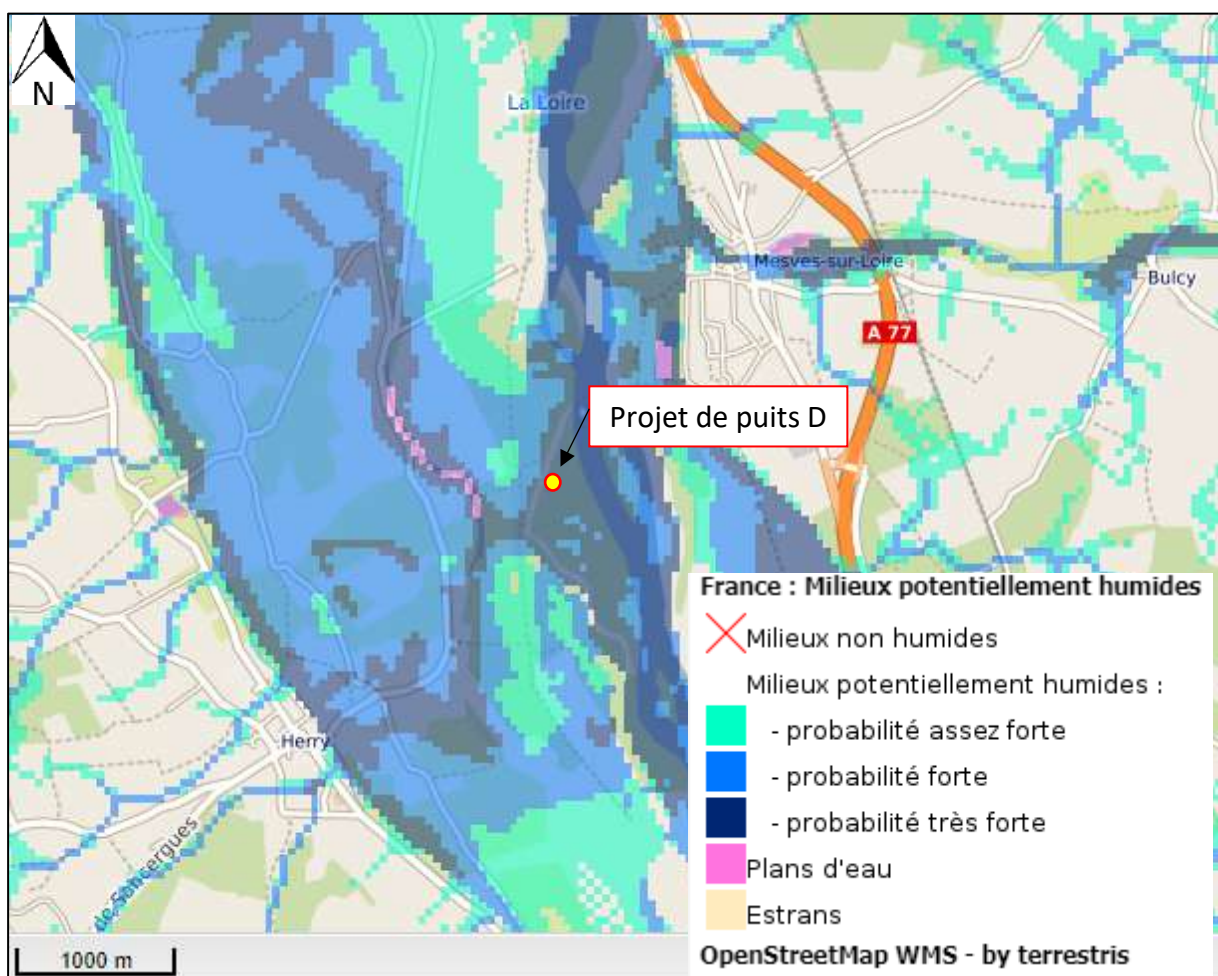 N
La Loire
Mesves-sur-Loire
Bulcy
A 77
Projet de puits D
Herry
de Sancergues
France : Milieux potentiellement humides
Milieux non humides
Milieux potentiellement humides :
- probabilité assez forte
- probabilité forte
- probabilité très forte
Plans d'eau
Estrans
OpenStreetMap WMS - by terrestris
1000 m